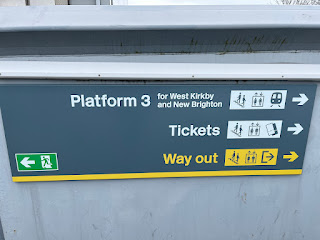 Platform 3 for West Kirkby
and New Brighton
Tickets
Way out